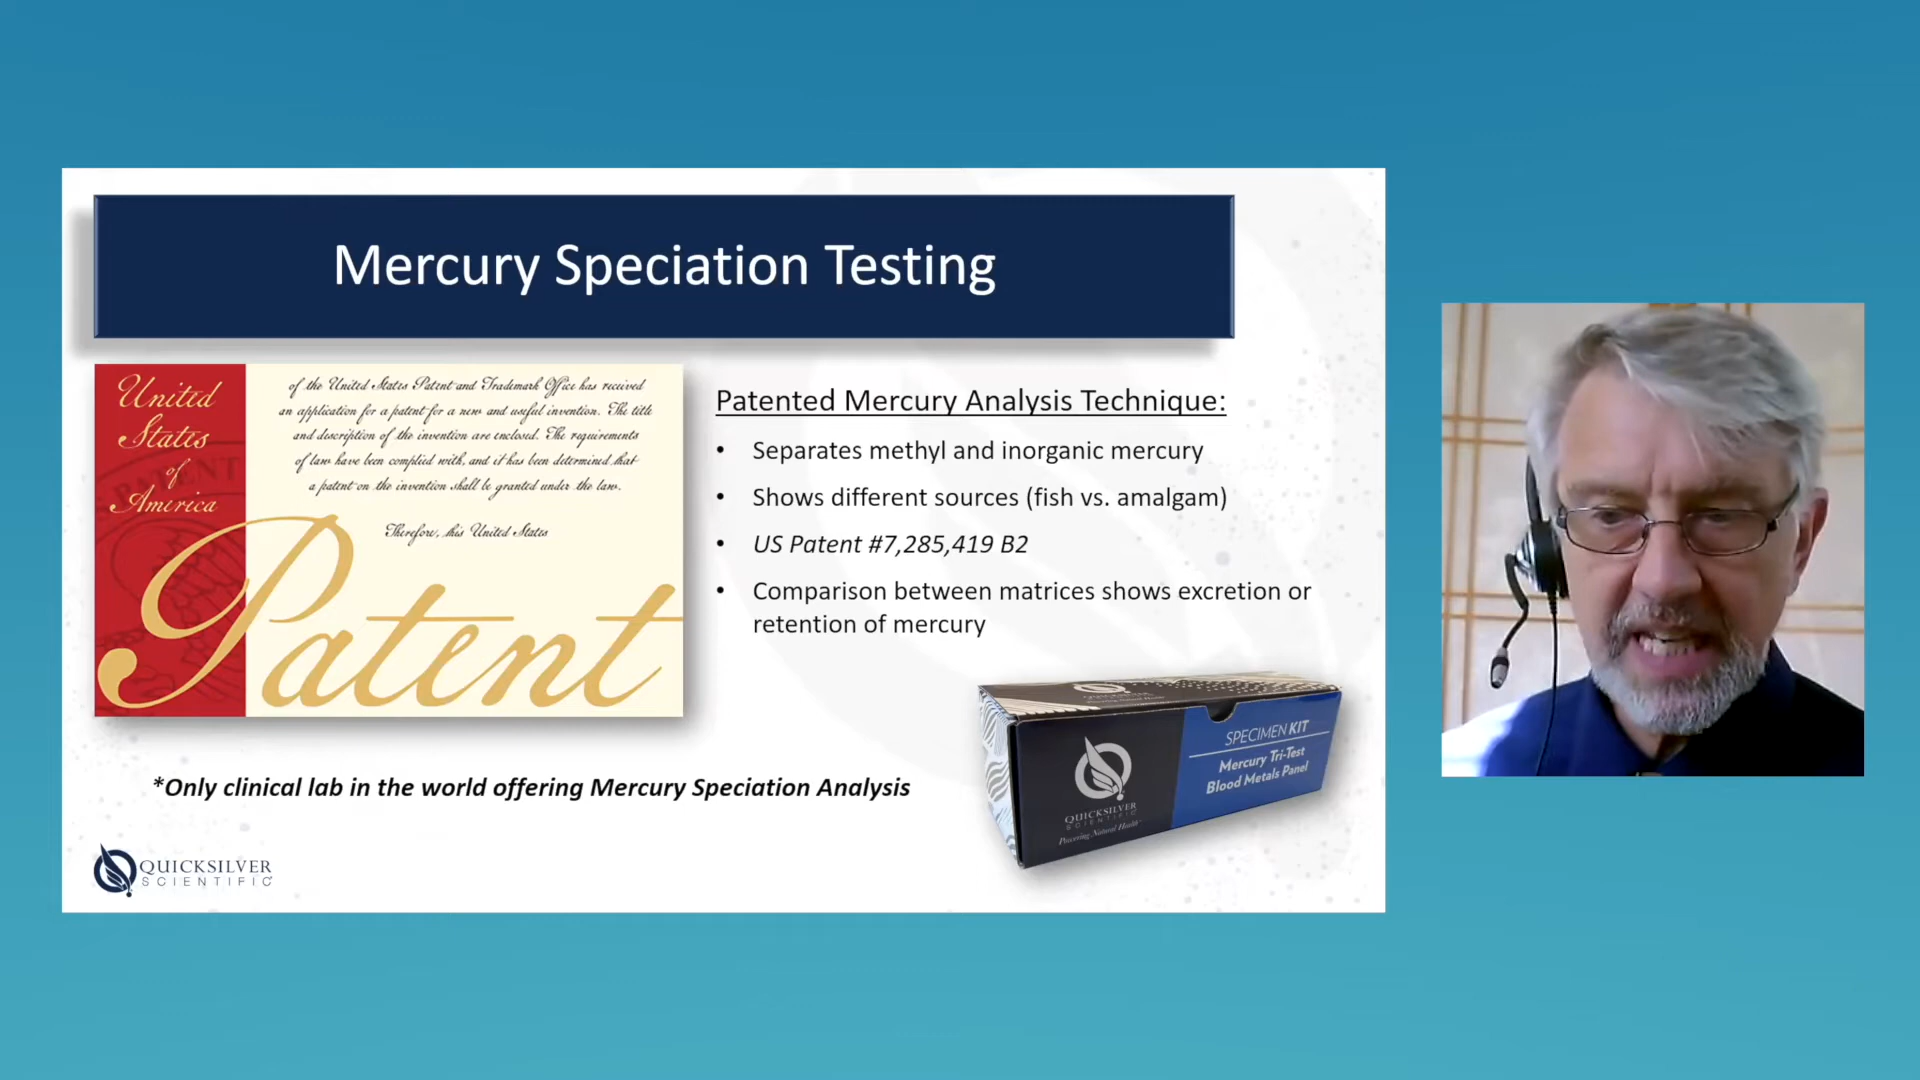 Mercury Speciation Testing
United
States
of
America
of the United States Patent and Trademark Office has received
an application for a patent for a new and useful invention. The title
and description of the invention are enclosed. The requirements
of law have been complied with, and it has been determined that
a patent on the invention shall be granted under the law.
Therefore, this United States
Patent
Patented Mercury Analysis Technique:
• Separates methyl and inorganic mercury
• Shows different sources (fish vs. amalgam)
• US Patent #7,285,419 B2
• Comparison between matrices shows excretion or
retention of mercury
SPECIMEN KIT
Mercury Tri-Test
Blood Metals Panel
QUICKSILVER
SCIENTIFIC
Powering Natural Health
*Only clinical lab in the world offering Mercury Speciation Analysis
QUICKSILVER
SCIENTIFIC